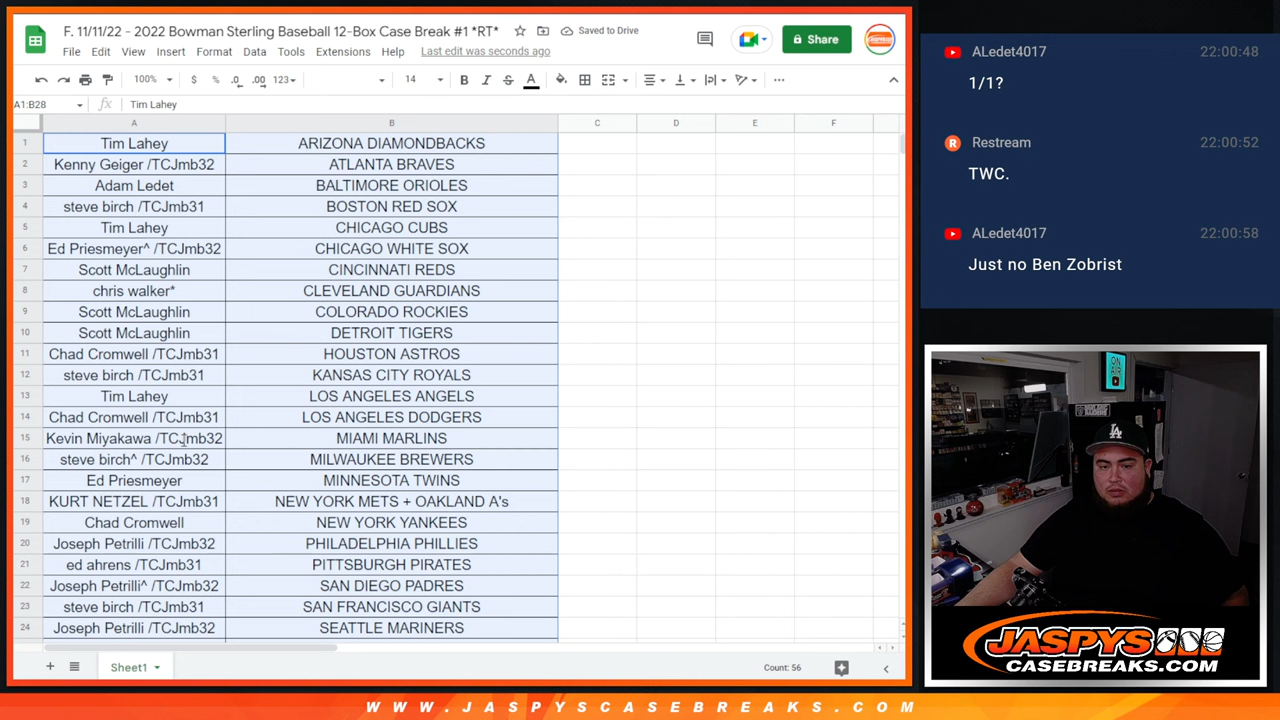 F. 11/11/22 - 2022 Bowman Sterling Baseball 12-Box Case Break #1 *RT*
Saved to Drive
Share
File Edit View Insert Format Data Tools Extensions Help Last edit was seconds ago
100% $ % .0 .00 123 14 B I S A
A1:B28 fx Tim Lahey
A B C D E F
1 Tim Lahey ARIZONA DIAMONDBACKS
2 Kenny Geiger /TCJmb32 ATLANTA BRAVES
3 Adam Ledet BALTIMORE ORIOLES
4 steve birch /TCJmb31 BOSTON RED SOX
5 Tim Lahey CHICAGO CUBS
6 Ed Priesmeyer^ /TCJmb32 CHICAGO WHITE SOX
7 Scott McLaughlin CINCINNATI REDS
8 chris walker* CLEVELAND GUARDIANS
9 Scott McLaughlin COLORADO ROCKIES
10 Scott McLaughlin DETROIT TIGERS
11 Chad Cromwell /TCJmb31 HOUSTON ASTROS
12 steve birch /TCJmb31 KANSAS CITY ROYALS
13 Tim Lahey LOS ANGELES ANGELS
14 Chad Cromwell /TCJmb31 LOS ANGELES DODGERS
15 Kevin Miyakawa /TCJmb32 MIAMI MARLINS
16 steve birch^ /TCJmb32 MILWAUKEE BREWERS
17 Ed Priesmeyer MINNESOTA TWINS
18 KURT NETZEL /TCJmb31 NEW YORK METS + OAKLAND A's
19 Chad Cromwell NEW YORK YANKEES
20 Joseph Petrilli /TCJmb32 PHILADELPHIA PHILLIES
21 ed ahrens /TCJmb31 PITTSBURGH PIRATES
22 Joseph Petrilli^ /TCJmb32 SAN DIEGO PADRES
23 steve birch /TCJmb31 SAN FRANCISCO GIANTS
24 Joseph Petrilli /TCJmb32 SEATTLE MARINERS
Sheet1
Count: 56
ALedet4017 22:00:48
1/1?
Restream 22:00:52
TWC.
ALedet4017 22:00:58
Just no Ben Zobrist
ON AIR
LA
JASPYS
CASEBREAKS.COM
WWW.JASPYSCASEBREAKS.COM